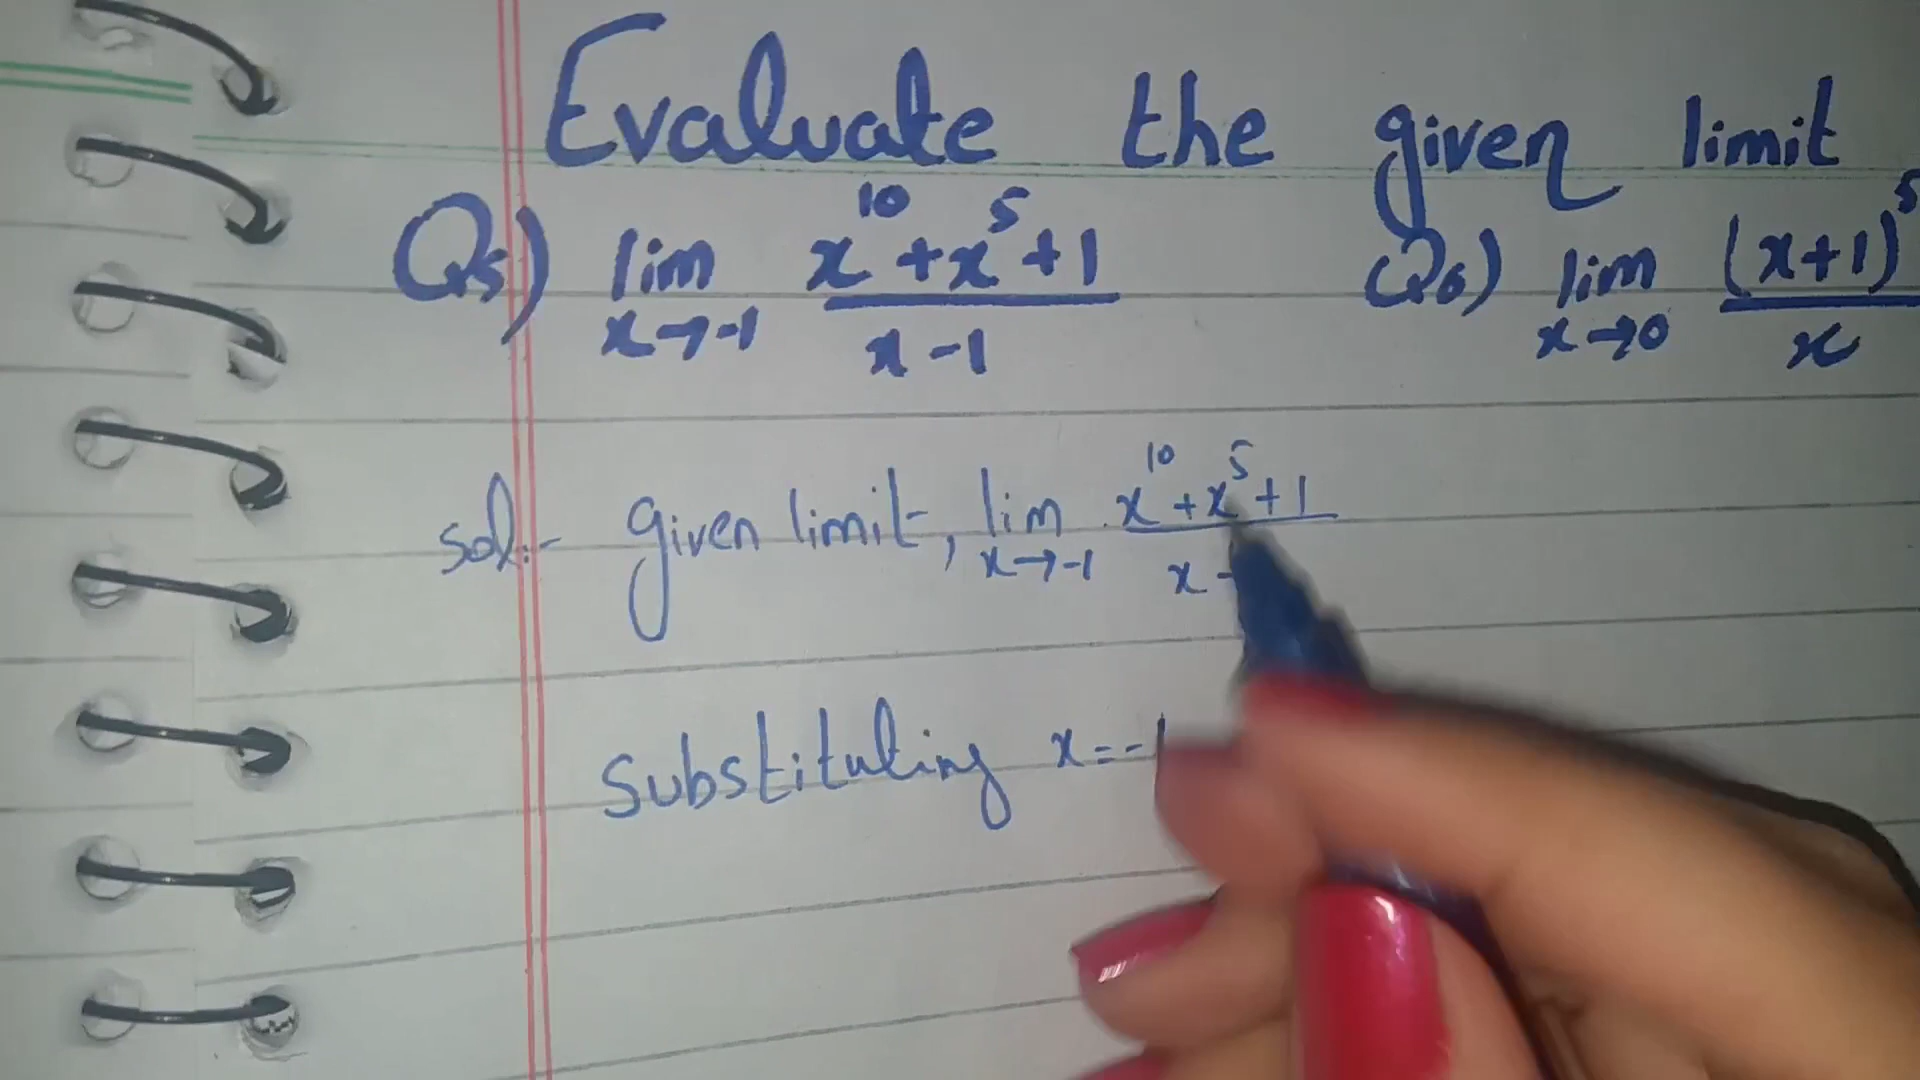 Evaluate the given limit
Q5) lim x→-1 x^10+x^5+1 / x-1
Q6) lim x→0 (x+1)^5 / x
Sol:- Given limit, lim x→-1 x^10+x^5+1 / x-
Substituting x=-1